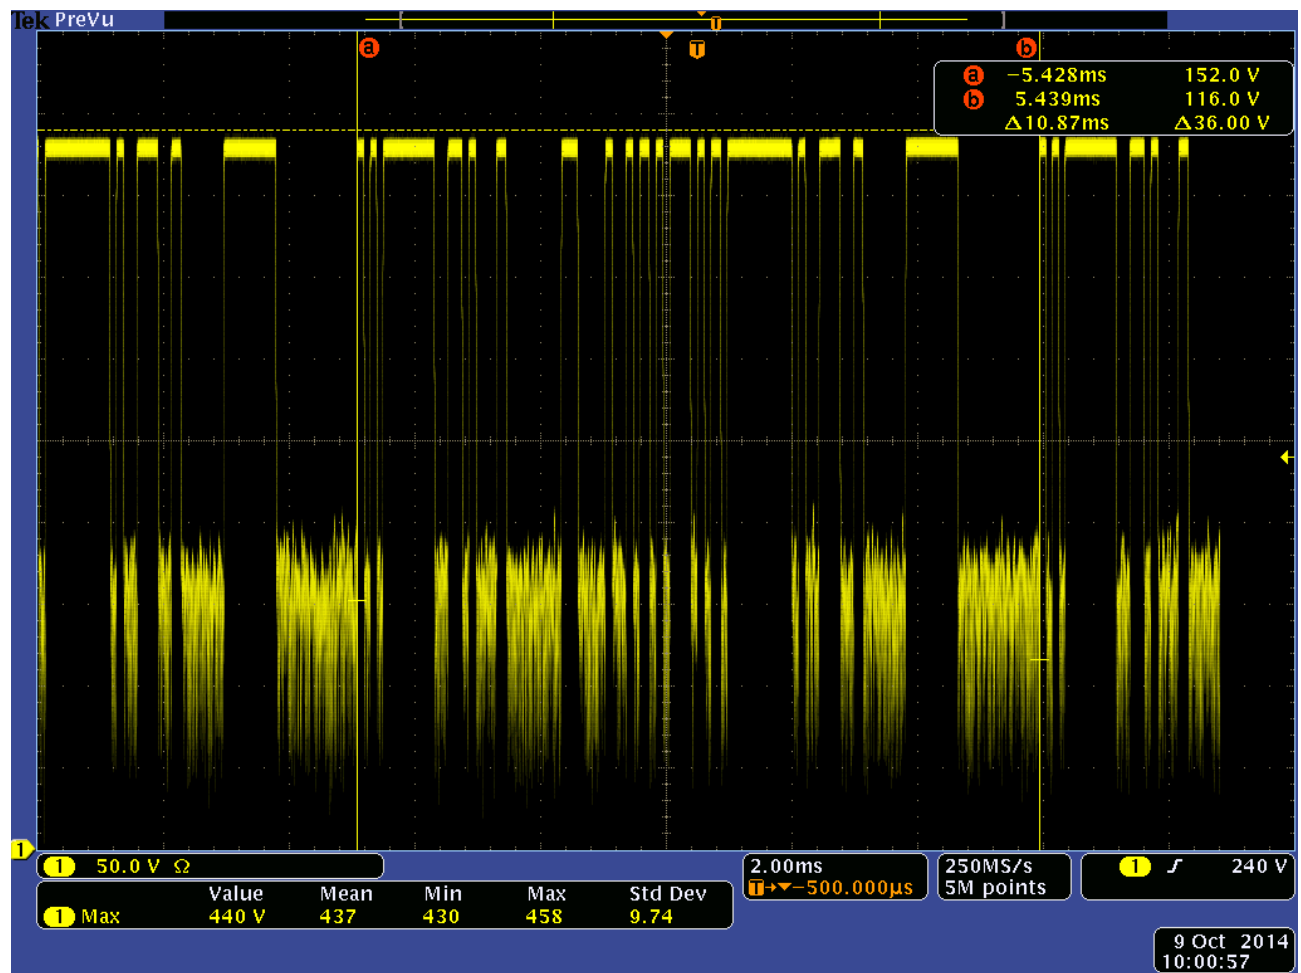 Tek PreVu
T
a b
T
a −5.428ms 152.0 V
b 5.439ms 116.0 V
Δ10.87ms Δ36.00 V
1
1 50.0 V Ω
2.00ms
T→▼−500.000μs
250MS/s
5M points
1 240 V
Value Mean Min Max Std Dev
1 Max 440 V 437 430 458 9.74
9 Oct 2014
10:00:57